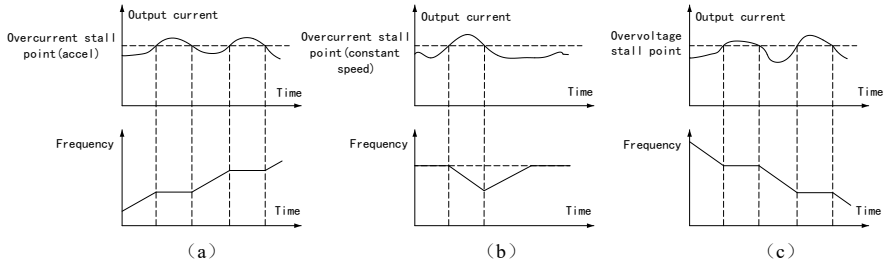 Output current
Overcurrent stall
point(accel)
Time
Frequency
Time
(a)
Output current
Overcurrent stall
point(constant
speed)
Time
Frequency
Time
(b)
Output current
Overvoltage
stall point
Time
Frequency
Time
(c)